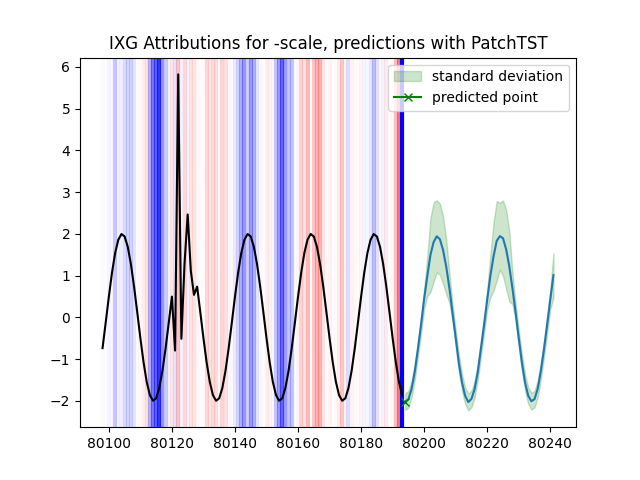 IXG Attributions for -scale, predictions with PatchTST
6
5
4
3
2
1
0
−1
−2
standard deviation
predicted point
80100 80120 80140 80160 80180 80200 80220 80240